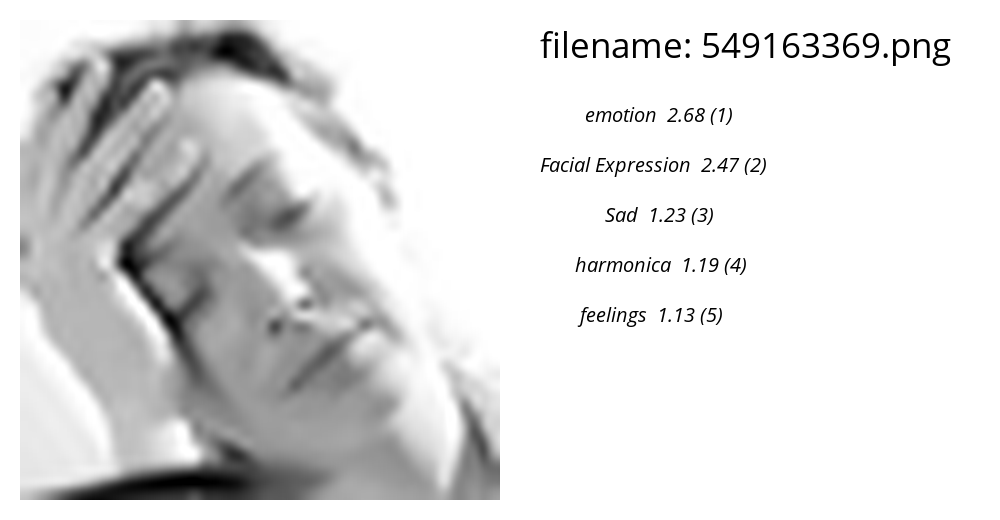 filename: 549163369.png
emotion 2.68 (1)
Facial Expression 2.47 (2)
Sad 1.23 (3)
harmonica 1.19 (4)
feelings 1.13 (5)